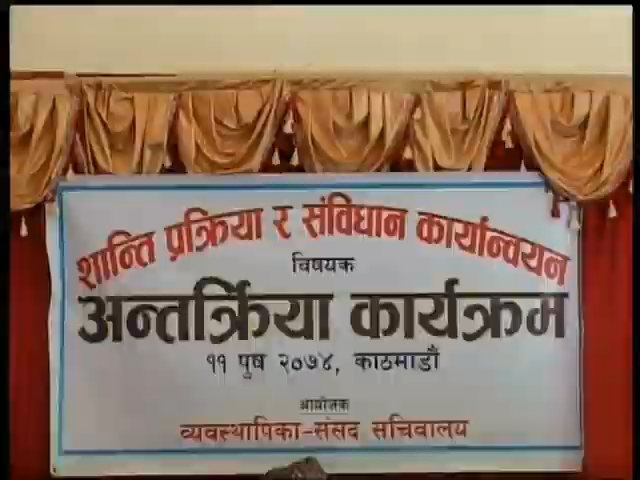 शान्ति प्रक्रिया र संविधान कार्यान्वयन
विषयक
अन्तर्क्रिया कार्यक्रम
११ पुष २०७४, काठमाडौं
आयोजक
व्यवस्थापिका-संसद सचिवालय